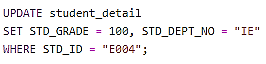 UPDATE student_detail
SET STD_GRADE = 100, STD_DEPT_NO = "IE"
WHERE STD_ID = "E004";